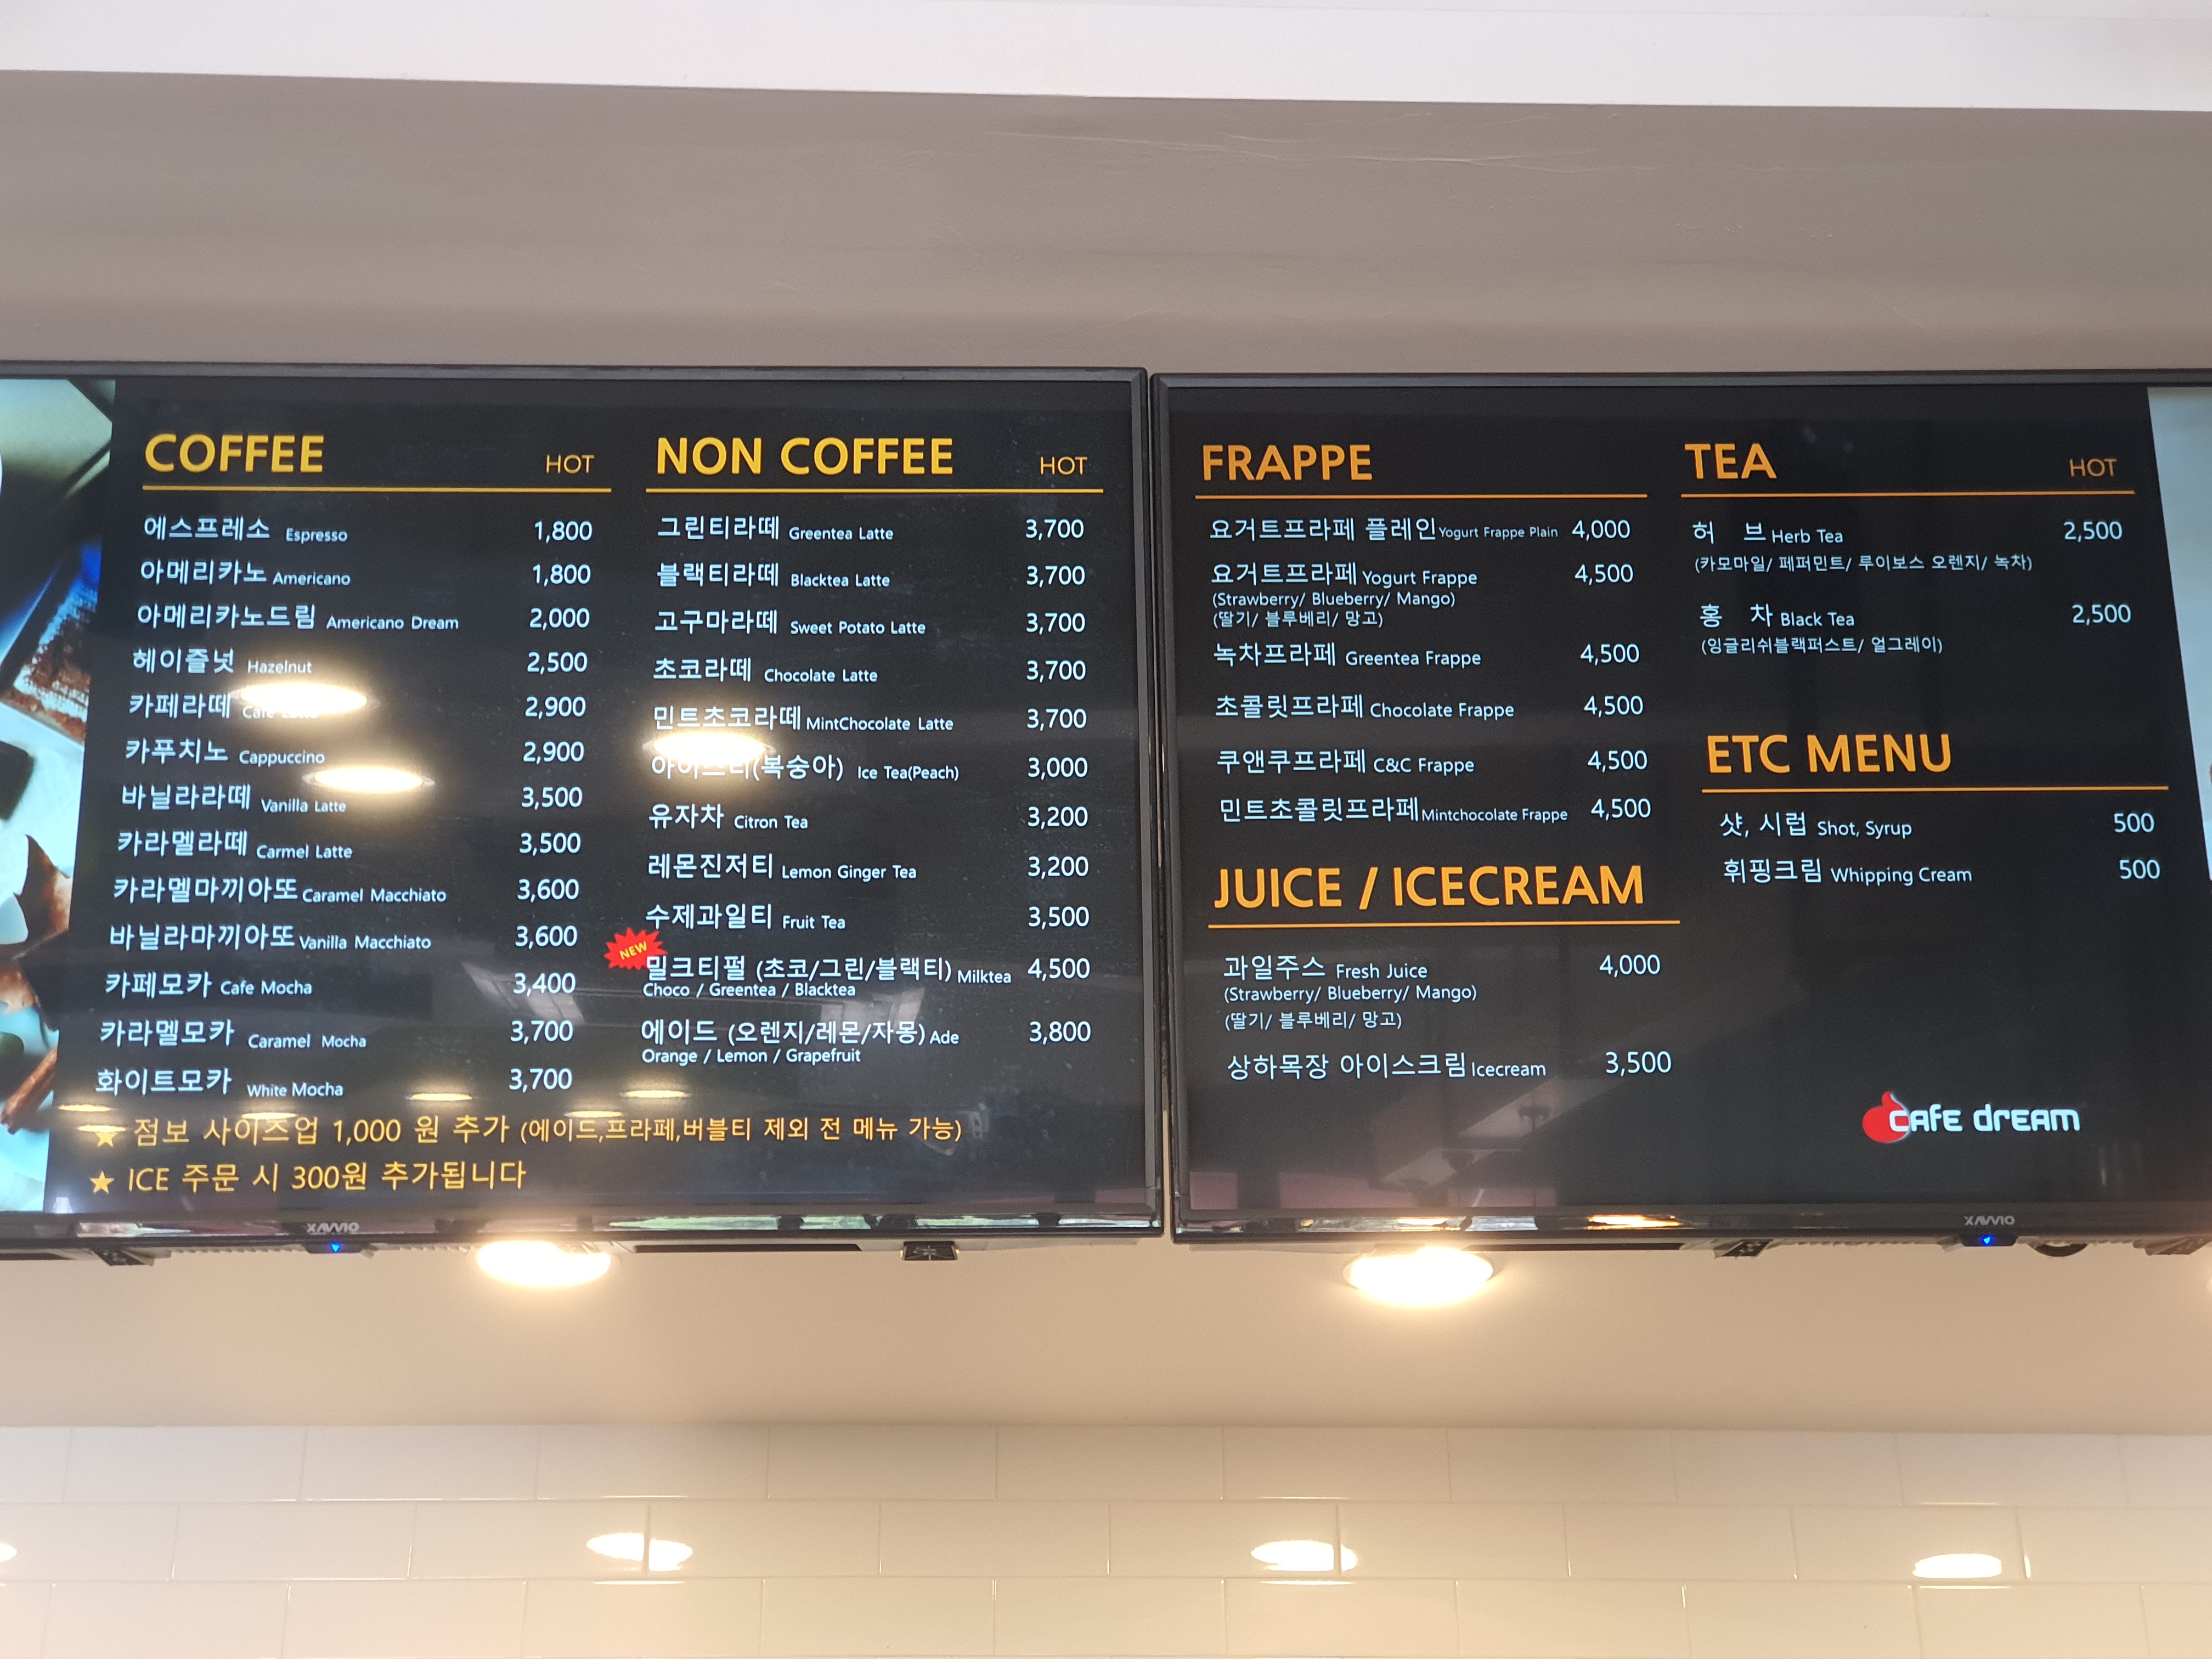 COFFEE HOT
에스프레소 Espresso 1,800
아메리카노 Americano 1,800
아메리카노드림 Americano Dream 2,000
헤이즐넛 Hazelnut 2,500
카페라떼 Cafe Latte 2,900
카푸치노 Cappuccino 2,900
바닐라라떼 Vanilla Latte 3,500
카라멜라떼 Carmel Latte 3,500
카라멜마끼아또 Caramel Macchiato 3,600
바닐라마끼아또 Vanilla Macchiato 3,600
카페모카 Cafe Mocha 3,400
카라멜모카 Caramel Mocha 3,700
화이트모카 White Mocha 3,700
NON COFFEE HOT
그린티라떼 Greentea Latte 3,700
블랙티라떼 Blacktea Latte 3,700
고구마라떼 Sweet Potato Latte 3,700
초코라떼 Chocolate Latte 3,700
민트초코라떼 MintChocolate Latte 3,700
아이스티(복숭아) Ice Tea(Peach) 3,000
유자차 Citron Tea 3,200
레몬진저티 Lemon Ginger Tea 3,200
수제과일티 Fruit Tea 3,500
NEW
밀크티펄 (초코/그린/블랙티) Milktea 4,500
Choco / Greentea / Blacktea
에이드 (오렌지/레몬/자몽) Ade 3,800
Orange / Lemon / Grapefruit
★ 점보 사이즈업 1,000 원 추가 (에이드,프라페,버블티 제외 전 메뉴 가능)
★ ICE 주문 시 300원 추가됩니다
XAVVIO
FRAPPE
요거트프라페 플레인 Yogurt Frappe Plain 4,000
요거트프라페 Yogurt Frappe 4,500
(Strawberry/ Blueberry/ Mango)
(딸기/ 블루베리/ 망고)
녹차프라페 Greentea Frappe 4,500
초콜릿프라페 Chocolate Frappe 4,500
쿠앤쿠프라페 C&C Frappe 4,500
민트초콜릿프라페 Mintchocolate Frappe 4,500
JUICE / ICECREAM
과일주스 Fresh Juice 4,000
(Strawberry/ Blueberry/ Mango)
(딸기/ 블루베리/ 망고)
상하목장 아이스크림 Icecream 3,500
TEA HOT
허 브 Herb Tea 2,500
(카모마일/ 페퍼민트/ 루이보스 오렌지/ 녹차)
홍 차 Black Tea 2,500
(잉글리쉬블랙퍼스트/ 얼그레이)
ETC MENU
샷, 시럽 Shot, Syrup 500
휘핑크림 Whipping Cream 500
cafe dream
XAVVIO